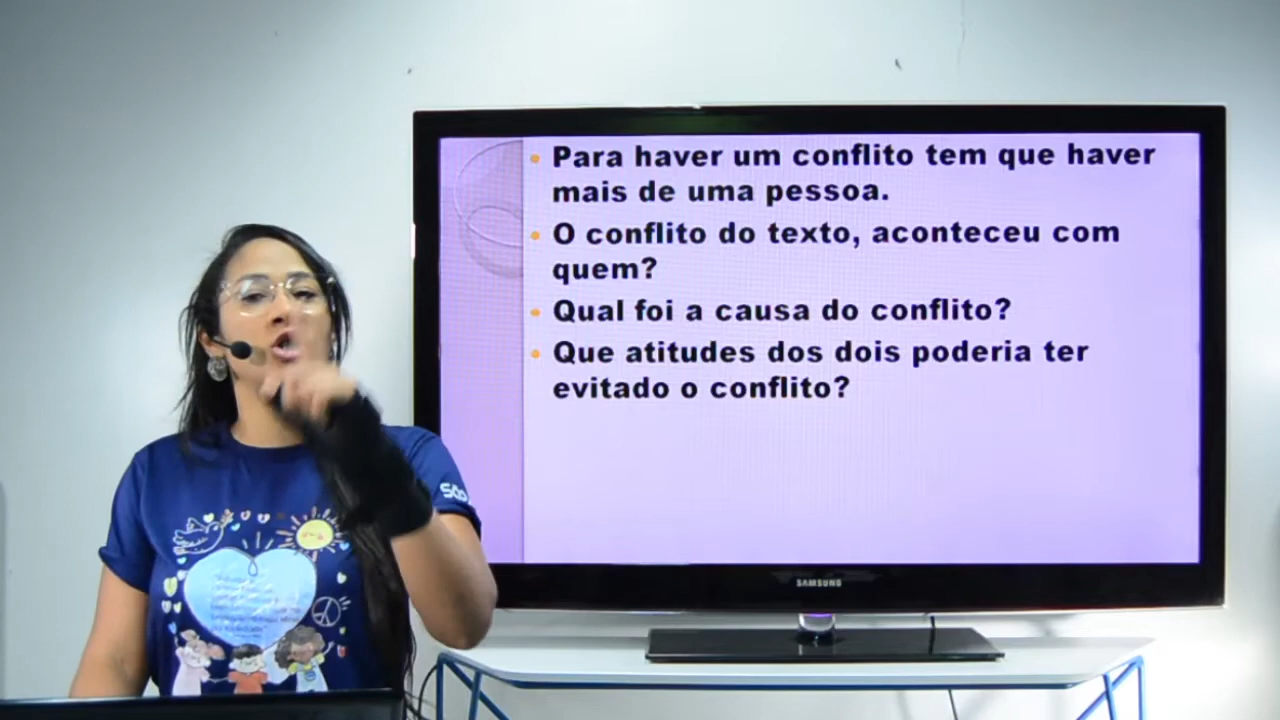 Para haver um conflito tem que haver
mais de uma pessoa.
O conflito do texto, aconteceu com
quem?
Qual foi a causa do conflito?
Que atitudes dos dois poderia ter
evitado o conflito?
SAMSUNG